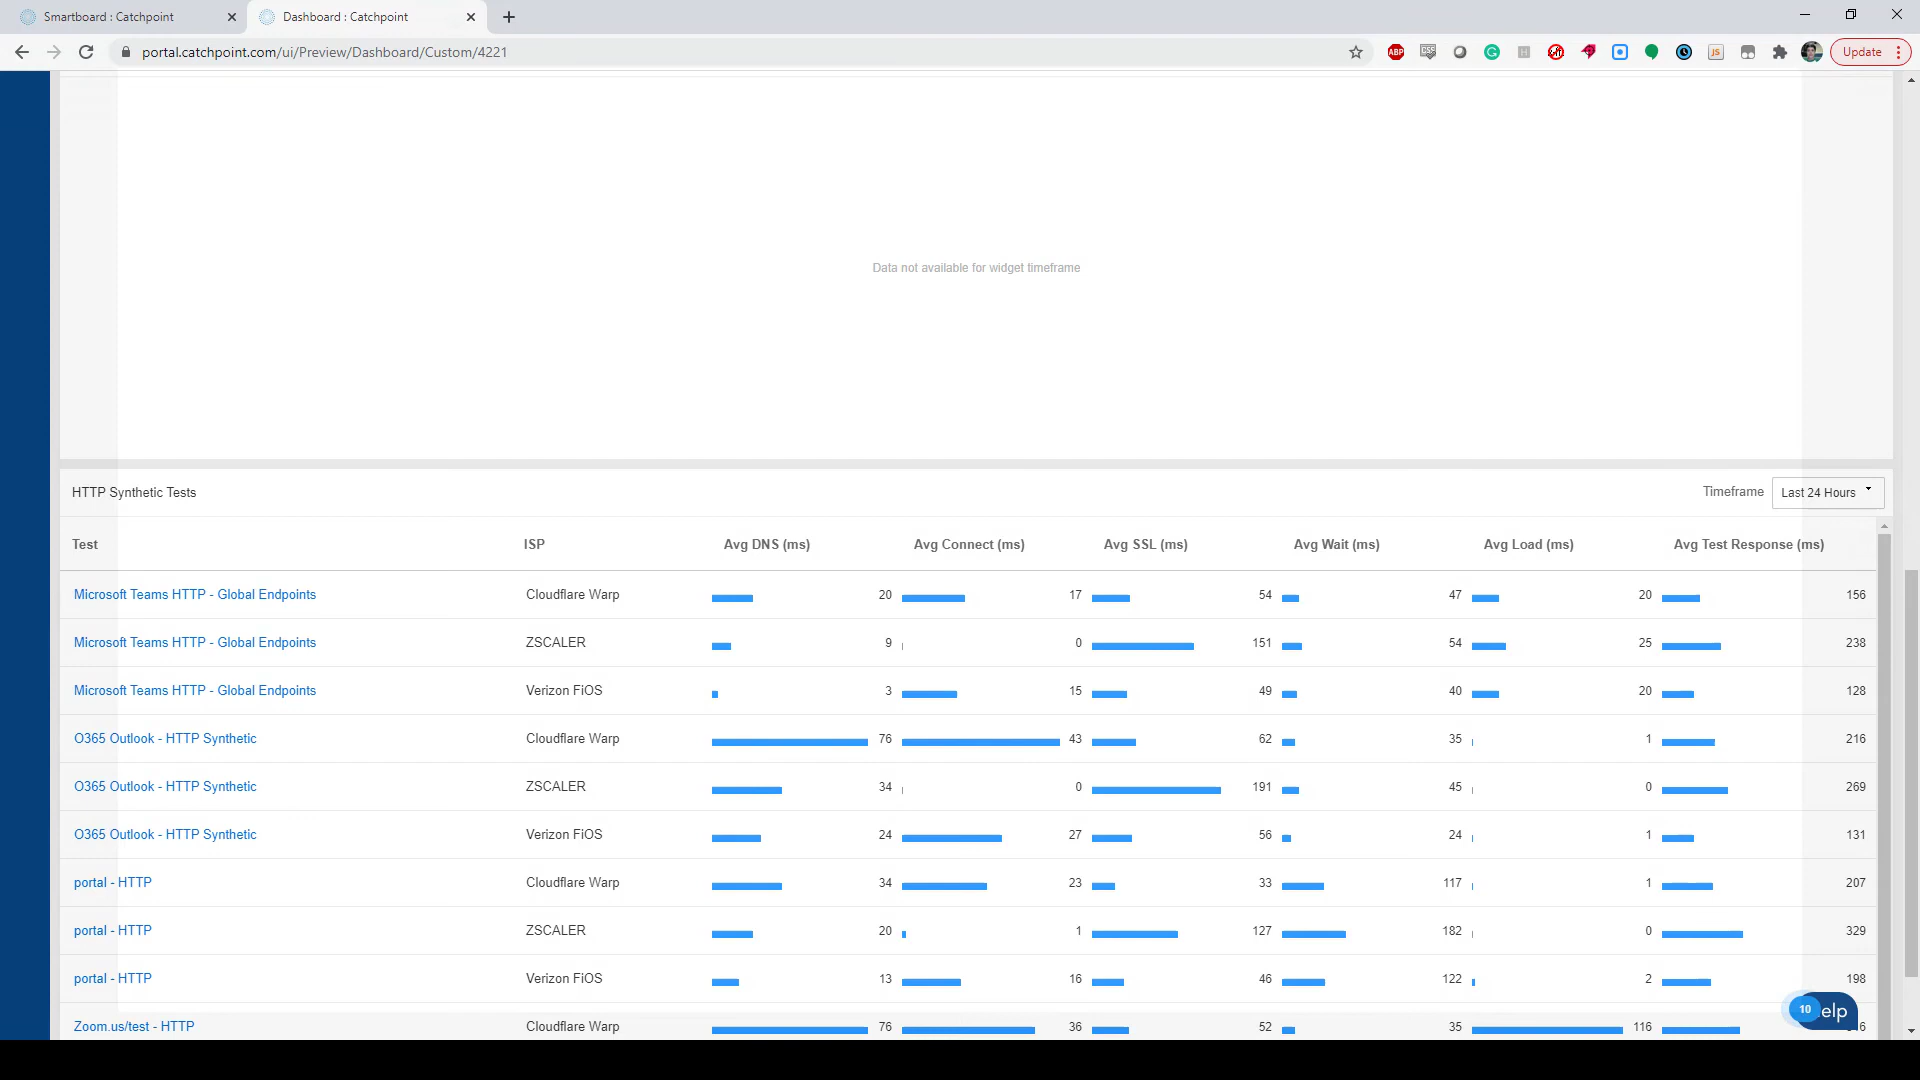 Smartboard : Catchpoint
Dashboard : Catchpoint
portal.catchpoint.com/ui/Preview/Dashboard/Custom/4221
ABP
CSS
JS
Update
Data not available for widget timeframe
HTTP Synthetic Tests
Timeframe
Last 24 Hours
Test ISP Avg DNS (ms) Avg Connect (ms) Avg SSL (ms) Avg Wait (ms) Avg Load (ms) Avg Test Response (ms)
Microsoft Teams HTTP - Global Endpoints Cloudflare Warp 20 17 54 47 20 156
Microsoft Teams HTTP - Global Endpoints ZSCALER 9 0 151 54 25 238
Microsoft Teams HTTP - Global Endpoints Verizon FiOS 3 15 49 40 20 128
O365 Outlook - HTTP Synthetic Cloudflare Warp 76 43 62 35 1 216
O365 Outlook - HTTP Synthetic ZSCALER 34 0 191 45 0 269
O365 Outlook - HTTP Synthetic Verizon FiOS 24 27 56 24 1 131
portal - HTTP Cloudflare Warp 34 23 33 117 1 207
portal - HTTP ZSCALER 20 1 127 182 0 329
portal - HTTP Verizon FiOS 13 16 46 122 2 198
Zoom.us/test - HTTP Cloudflare Warp 76 36 52 35 116
10
elp